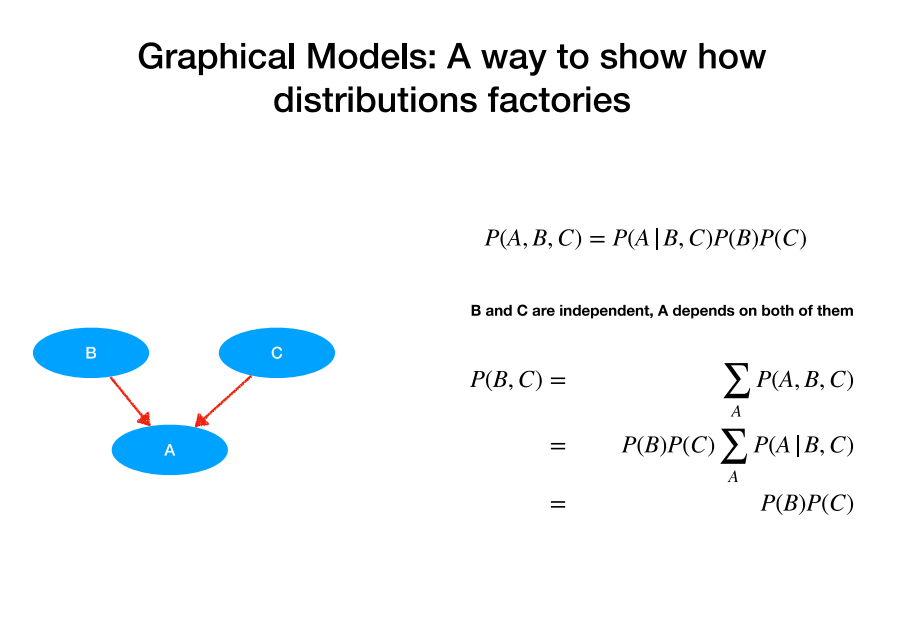 Graphical Models: A way to show how
distributions factories
P(A, B, C) = P(A | B, C)P(B)P(C)
B and C are independent, A depends on both of them
B
C
A
P(B, C) = ∑_A P(A, B, C)
= P(B)P(C) ∑_A P(A | B, C)
= P(B)P(C)